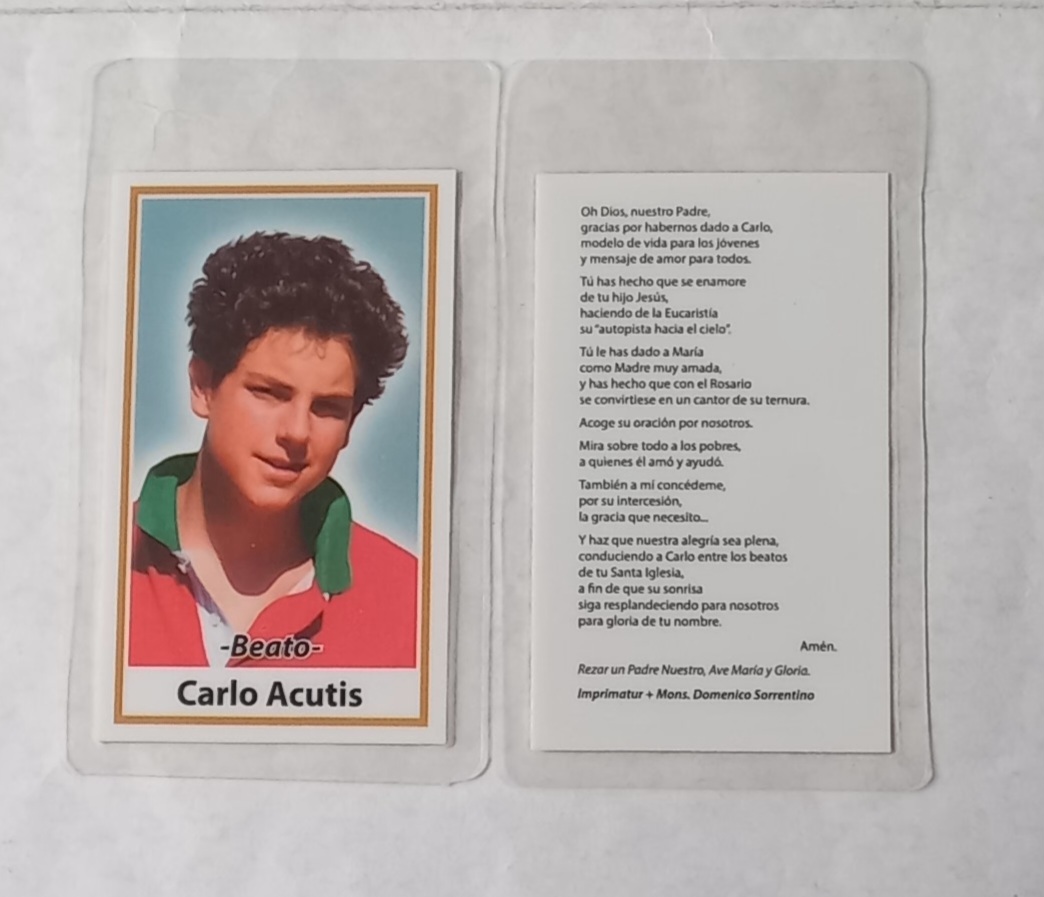 -Beato-
Carlo Acutis
Oh Dios, nuestro Padre,
gracias por habernos dado a Carlo,
modelo de vida para los jóvenes
y mensaje de amor para todos.
Tú has hecho que se enamore
de tu hijo Jesús,
haciendo de la Eucaristía
su "autopista hacia el cielo".
Tú le has dado a María
como Madre muy amada,
y has hecho que con el Rosario
se convirtiese en un cantor de su ternura.
Acoge su oración por nosotros.
Mira sobre todo a los pobres,
a quienes él amó y ayudó.
También a mí concédeme,
por su intercesión,
la gracia que necesito...
Y haz que nuestra alegría sea plena,
conduciendo a Carlo entre los beatos
de tu Santa Iglesia,
a fin de que su sonrisa
siga resplandeciendo para nosotros
para gloria de tu nombre.
Amén.
Rezar un Padre Nuestro, Ave María y Gloria.
Imprimatur + Mons. Domenico Sorrentino